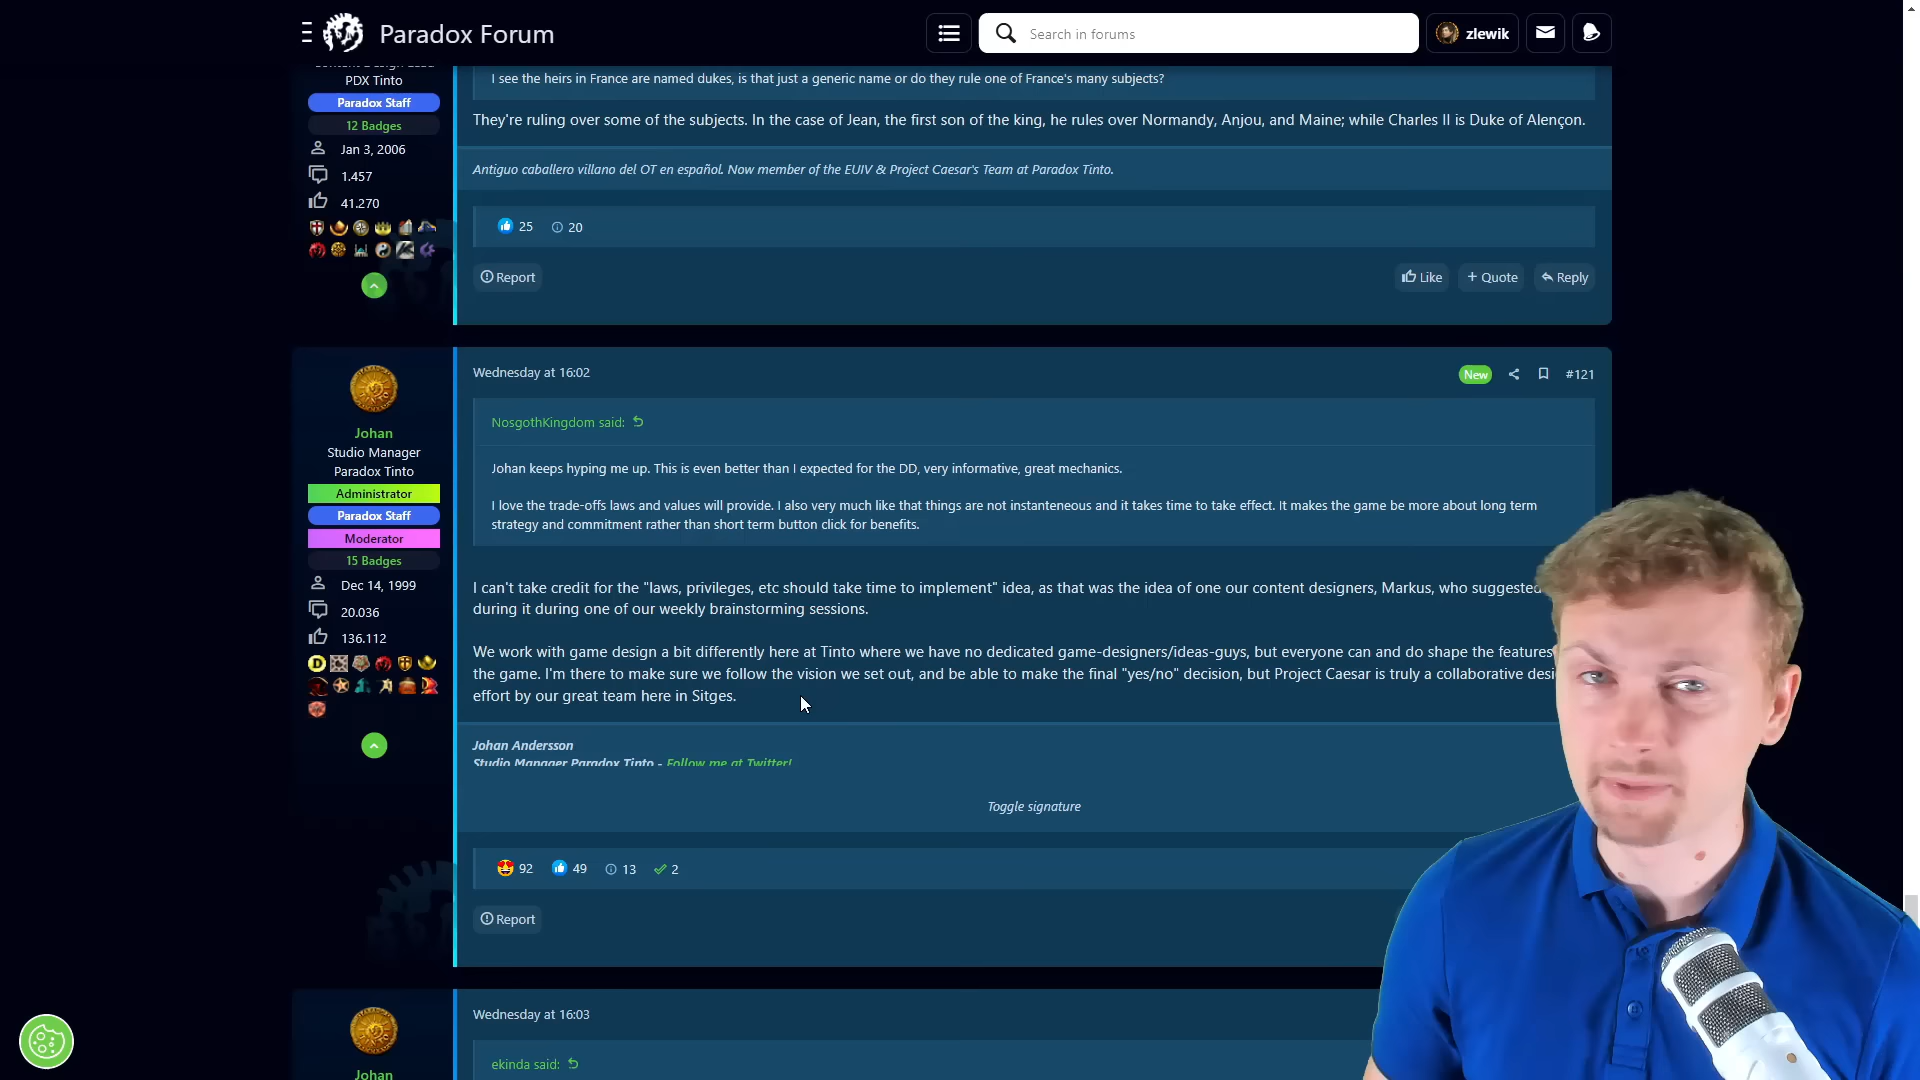 Paradox Forum
Search in forums
zlewik
PDX Tinto
Paradox Staff
12 Badges
Jan 3, 2006
1.457
41.270
I see the heirs in France are named dukes, is that just a generic name or do they rule one of France's many subjects?
They're ruling over some of the subjects. In the case of Jean, the first son of the king, he rules over Normandy, Anjou, and Maine; while Charles II is Duke of Alençon.
Antiguo caballero villano del OT en español. Now member of the EUIV & Project Caesar's Team at Paradox Tinto.
25
20
Report
Like
+ Quote
Reply
Johan
Studio Manager
Paradox Tinto
Administrator
Paradox Staff
Moderator
15 Badges
Dec 14, 1999
20.036
136.112
Wednesday at 16:02
New
#121
NosgothKingdom said:
Johan keeps hyping me up. This is even better than I expected for the DD, very informative, great mechanics.
I love the trade-offs laws and values will provide. I also very much like that things are not instanteneous and it takes time to take effect. It makes the game be more about long term
strategy and commitment rather than short term button click for benefits.
I can't take credit for the "laws, privileges, etc should take time to implement" idea, as that was the idea of one our content designers, Markus, who suggested
during it during one of our weekly brainstorming sessions.
We work with game design a bit differently here at Tinto where we have no dedicated game-designers/ideas-guys, but everyone can and do shape the features
the game. I'm there to make sure we follow the vision we set out, and be able to make the final "yes/no" decision, but Project Caesar is truly a collaborative desi
effort by our great team here in Sitges.
Johan Andersson
Studio Manager Paradox Tinto - Follow me at Twitter!
Toggle signature
92
49
13
2
Report
Johan
Wednesday at 16:03
ekinda said: